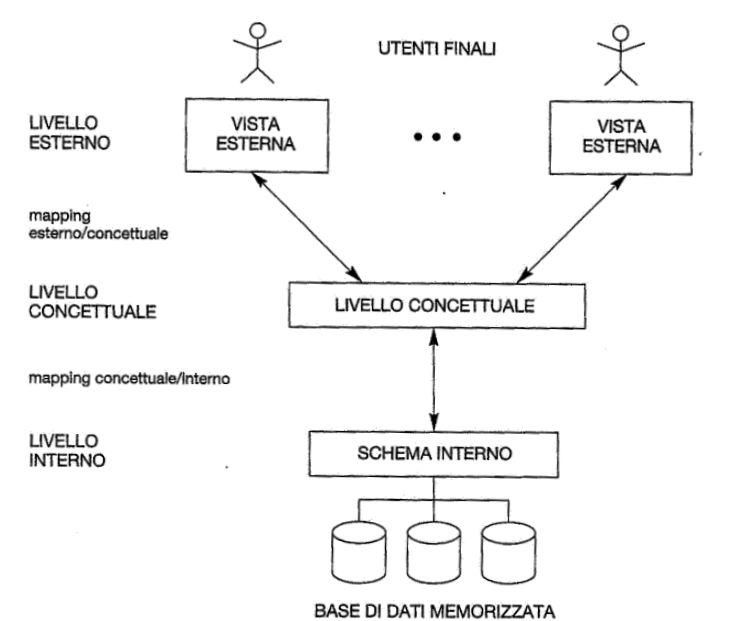 UTENTI FINALI
LIVELLO
ESTERNO
VISTA
ESTERNA
VISTA
ESTERNA
mapping
esterno/concettuale
LIVELLO
CONCETTUALE
LIVELLO CONCETTUALE
mapping concettuale/interno
LIVELLO
INTERNO
SCHEMA INTERNO
BASE DI DATI MEMORIZZATA